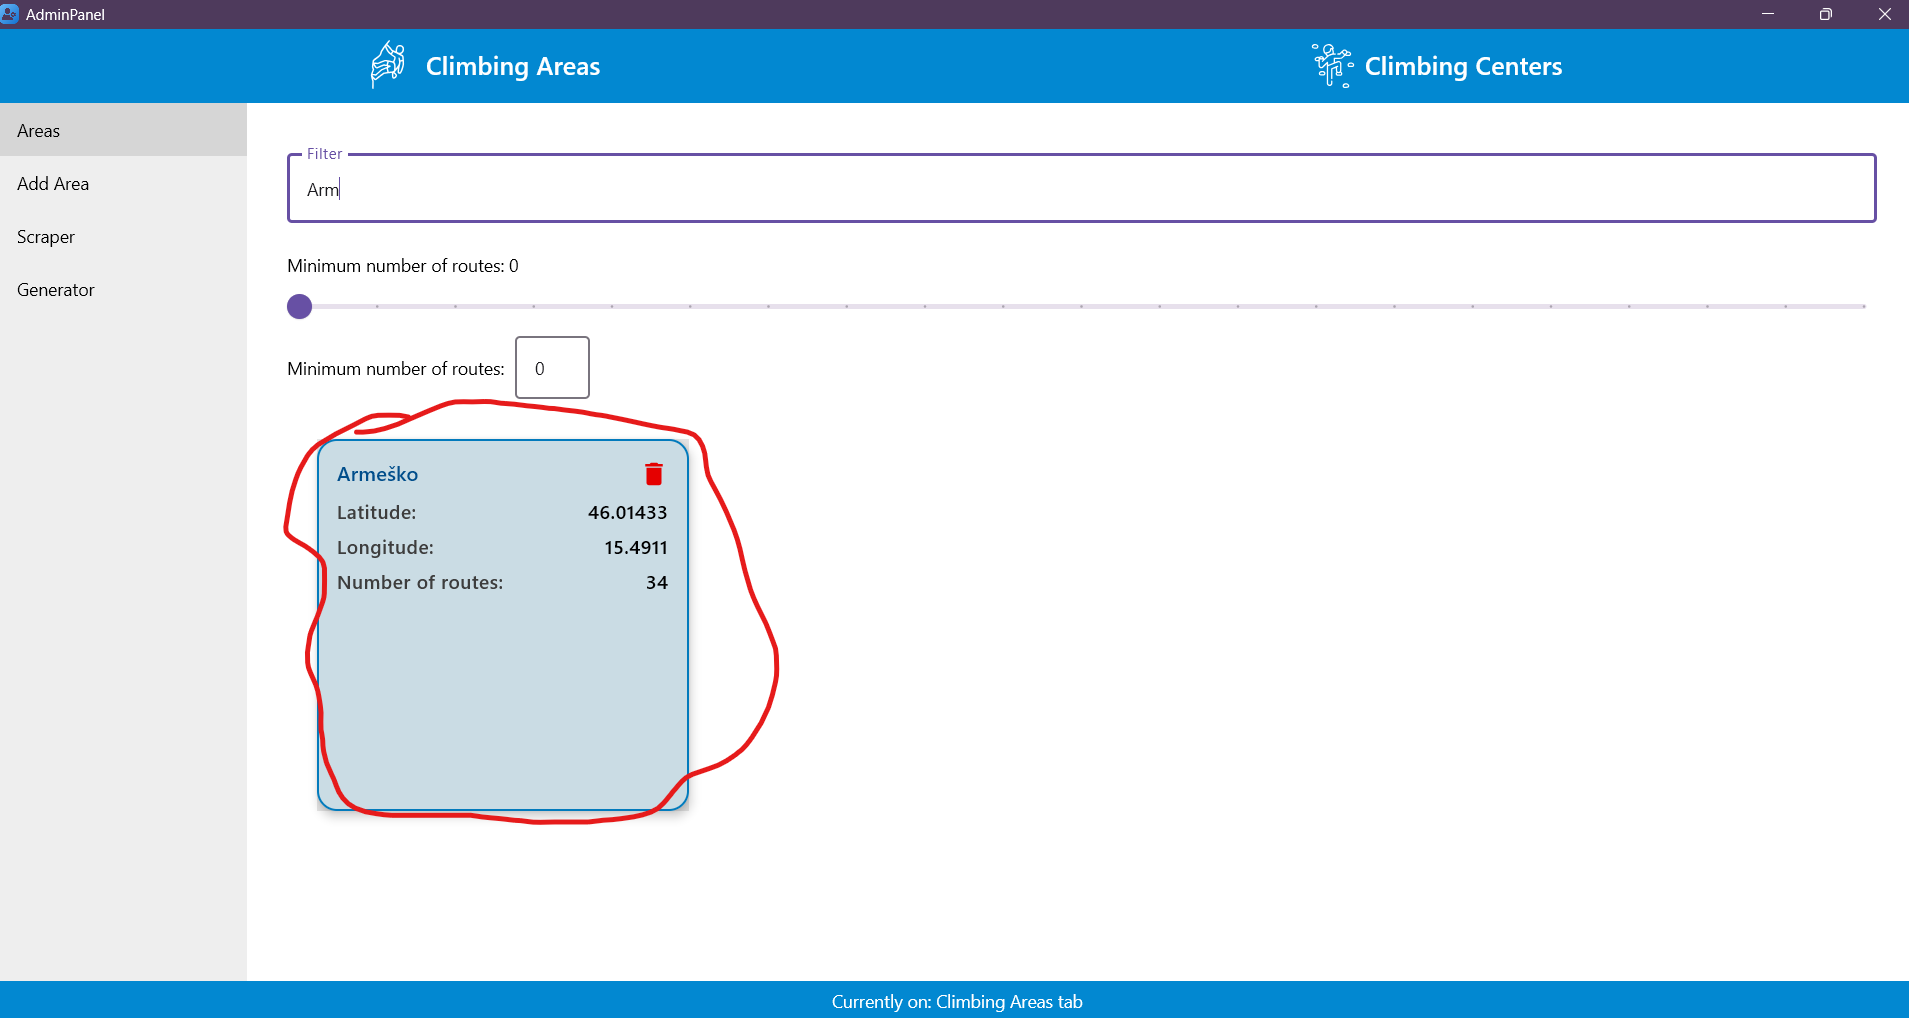 AdminPanel
Climbing Areas
Climbing Centers
Areas
Add Area
Scraper
Generator
Filter
Arm
Minimum number of routes: 0
Minimum number of routes: 0
Armeško
Latitude: 46.01433
Longitude: 15.4911
Number of routes: 34
Currently on: Climbing Areas tab